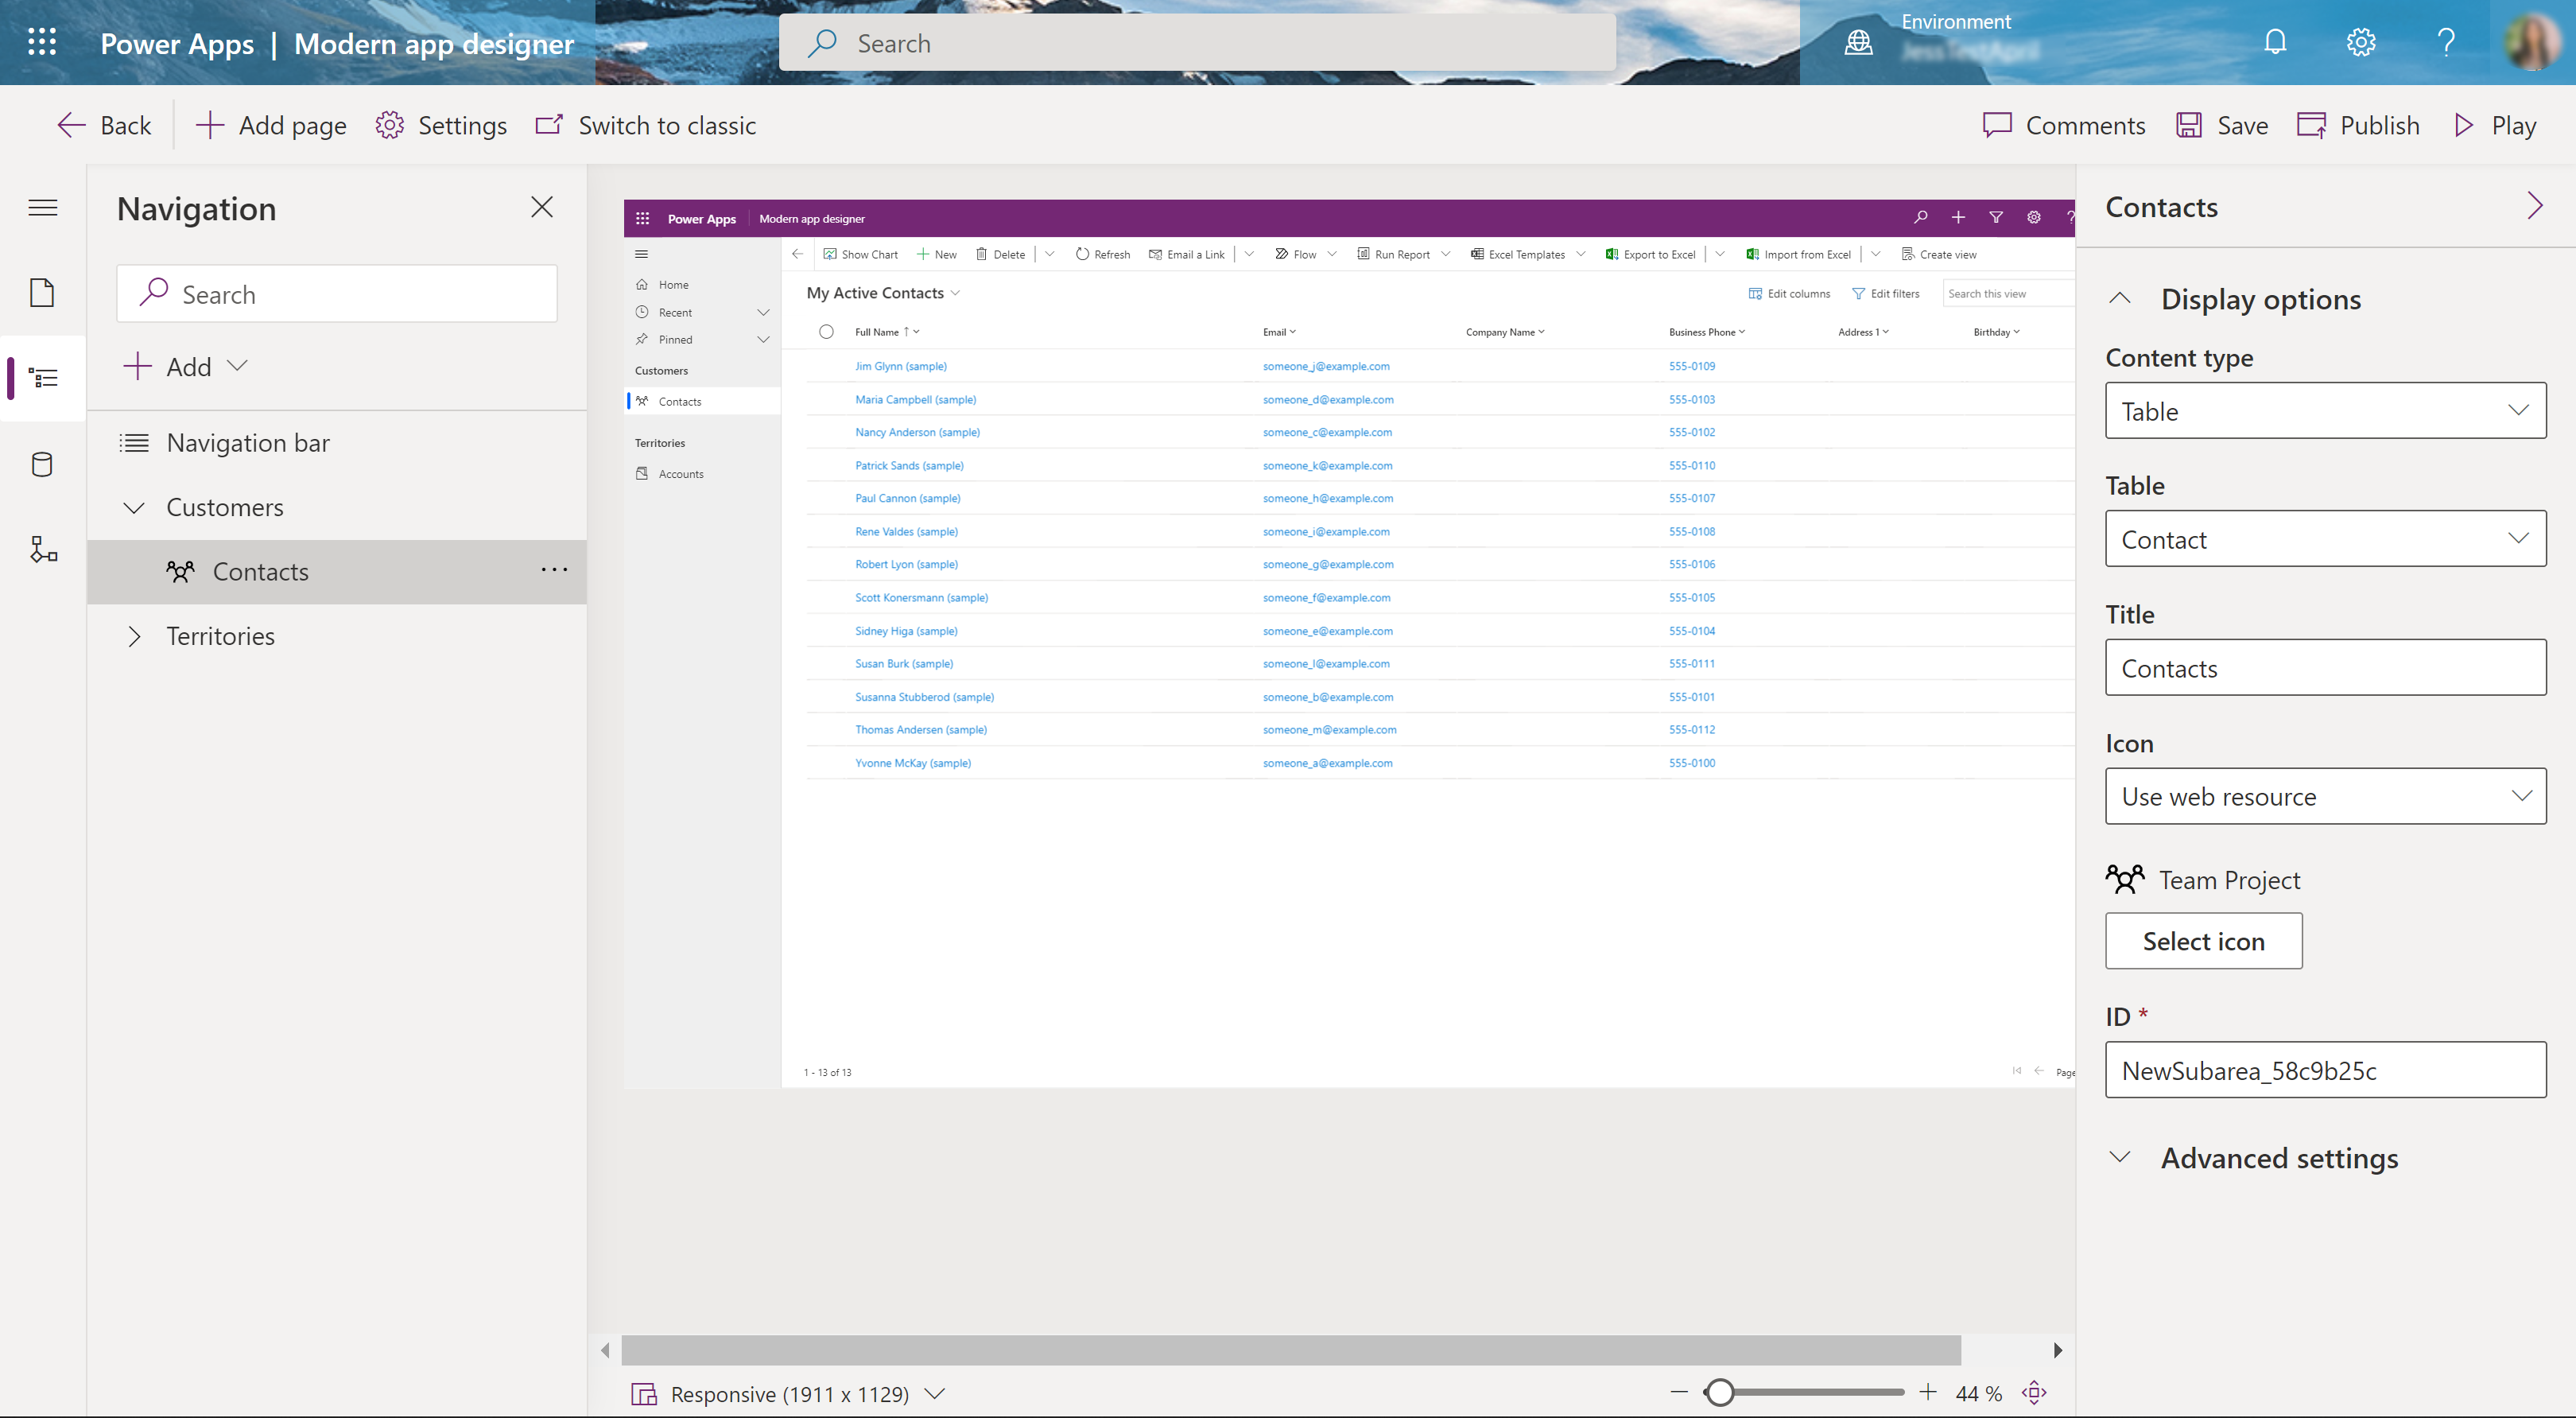 Power Apps | Modern app designer
Search
Environment
Back
Add page
Settings
Switch to classic
Comments
Save
Publish
Play
Navigation
Search
Add
Navigation bar
Customers
Contacts
Territories
Power Apps Modern app designer
Show Chart New Delete Refresh Email a Link Flow Run Report Excel Templates Export to Excel Import from Excel Create view
Home
Recent
Pinned
Customers
Contacts
Territories
Accounts
My Active Contacts
Edit columns Edit filters Search this view
Full Name Email Company Name Business Phone Address 1 Birthday
Jim Glynn (sample) someone_j@example.com 555-0109
Maria Campbell (sample) someone_d@example.com 555-0103
Nancy Anderson (sample) someone_c@example.com 555-0102
Patrick Sands (sample) someone_k@example.com 555-0110
Paul Cannon (sample) someone_h@example.com 555-0107
Rene Valdes (sample) someone_i@example.com 555-0108
Robert Lyon (sample) someone_g@example.com 555-0106
Scott Konersmann (sample) someone_f@example.com 555-0105
Sidney Higa (sample) someone_e@example.com 555-0104
Susan Burk (sample) someone_l@example.com 555-0111
Susanna Stubberod (sample) someone_b@example.com 555-0101
Thomas Andersen (sample) someone_m@example.com 555-0112
Yvonne McKay (sample) someone_a@example.com 555-0100
1 - 13 of 13
Page
Responsive (1911 x 1129)
44 %
Contacts
Display options
Content type
Table
Table
Contact
Title
Contacts
Icon
Use web resource
Team Project
Select icon
ID *
NewSubarea_58c9b25c
Advanced settings